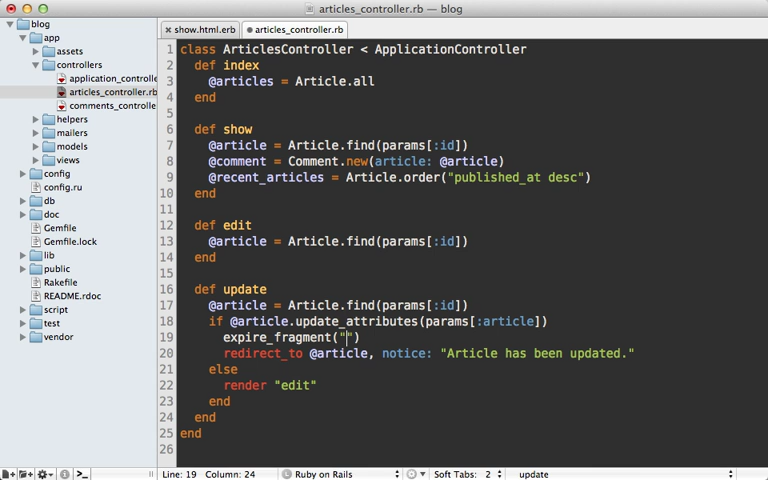 articles_controller.rb — blog
blog
app
assets
controllers
application_controlle
articles_controller.rb
comments_controlle
helpers
mailers
models
views
config
config.ru
db
doc
Gemfile
Gemfile.lock
lib
public
Rakefile
README.rdoc
script
test
vendor
show.html.erb
articles_controller.rb
1 class ArticlesController < ApplicationController
2 def index
3 @articles = Article.all
4 end
5
6 def show
7 @article = Article.find(params[:id])
8 @comment = Comment.new(article: @article)
9 @recent_articles = Article.order("published_at desc")
10 end
11
12 def edit
13 @article = Article.find(params[:id])
14 end
15
16 def update
17 @article = Article.find(params[:id])
18 if @article.update_attributes(params[:article])
19 expire_fragment("")
20 redirect_to @article, notice: "Article has been updated."
21 else
22 render "edit"
23 end
24 end
25 end
26
Line: 19 Column: 24 Ruby on Rails Soft Tabs: 2 update